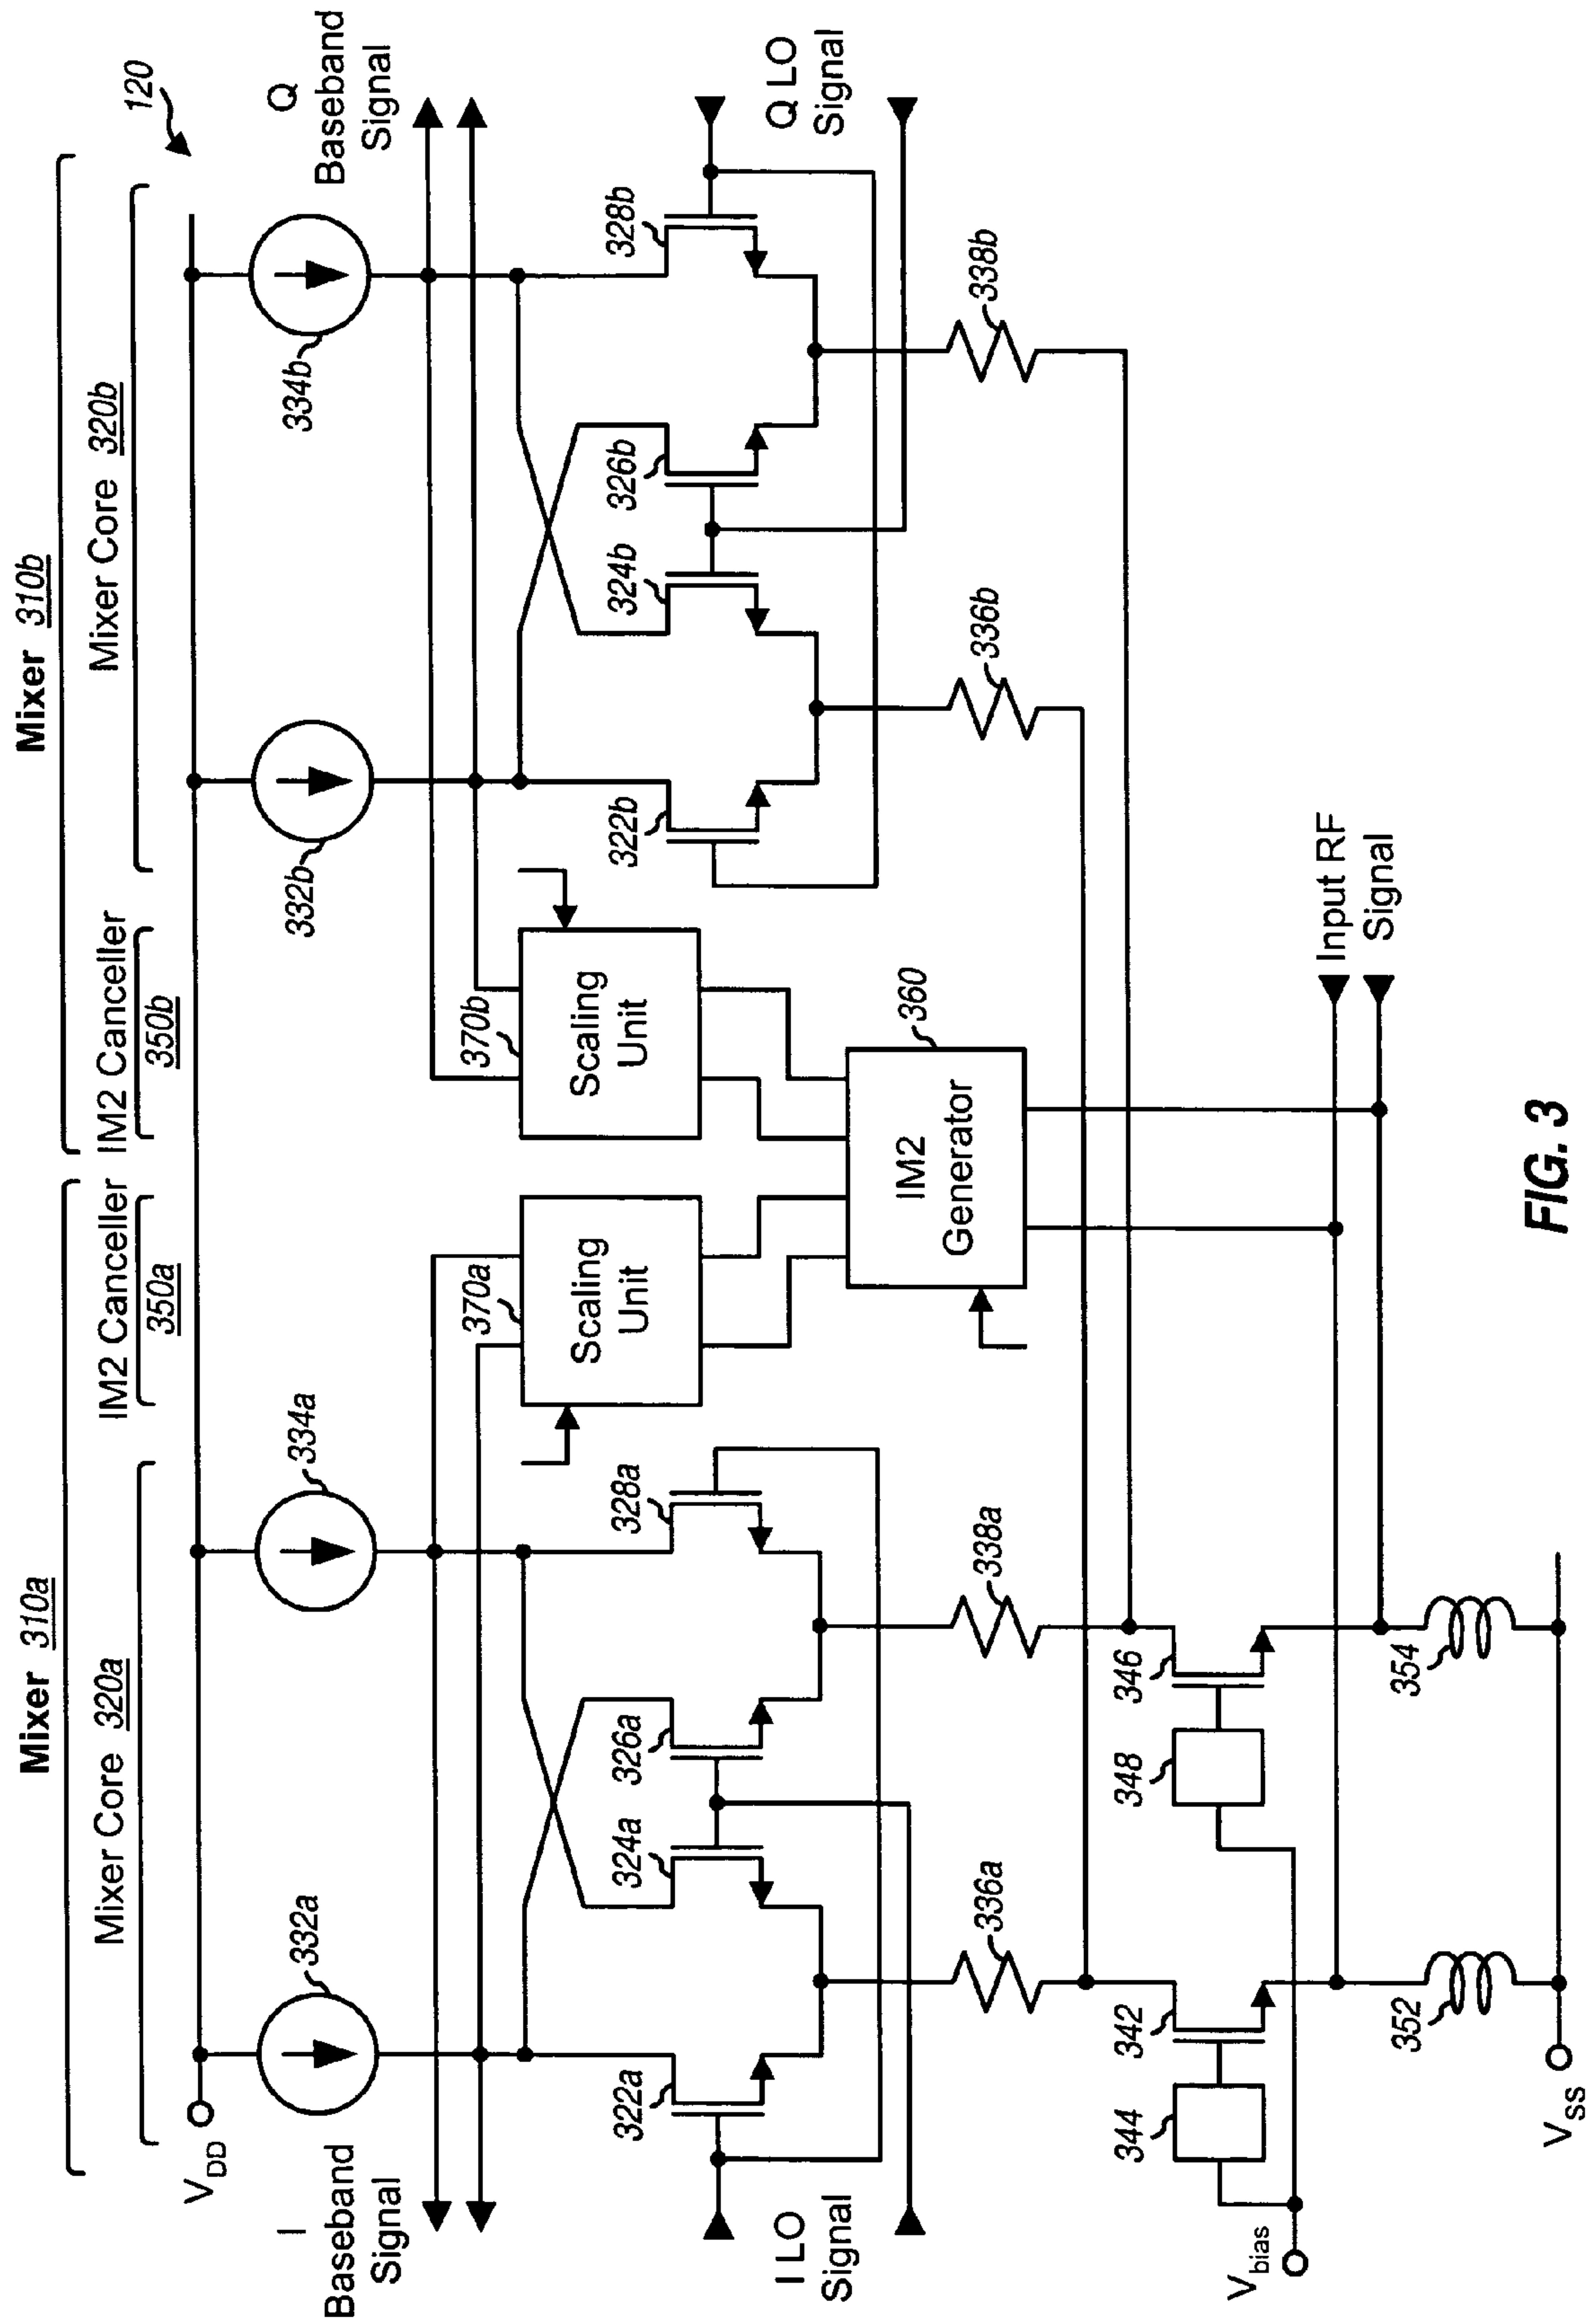 120
Mixer 310a
Mixer 310b
Mixer Core 320a
IM2 Canceller
350a
IM2 Canceller
350b
Mixer Core 320b
VDD
332a
334a
332b
334b
I
Baseband
Signal
Q
Baseband
Signal
370a
Scaling
Unit
370b
Scaling
Unit
322a
324a
326a
328a
322b
324b
326b
328b
I LO
Signal
Q LO
Signal
IM2
Generator
360
336a
338a
336b
338b
Vbias
344
342
348
346
Input RF
Signal
352
354
VSS
FIG. 3